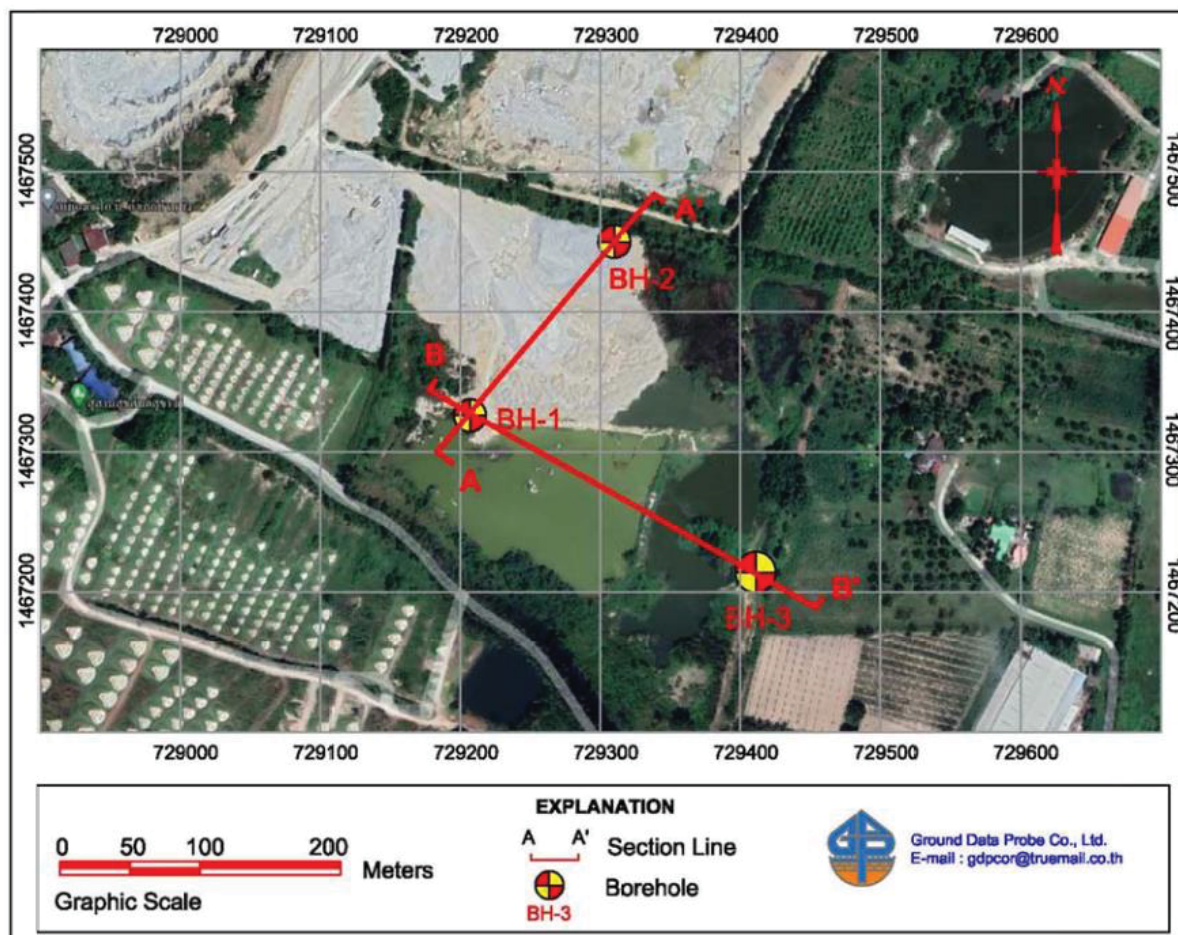 729000 729100 729200 729300 729400 729500 729600
1467500 1467500
1467400 1467400
1467300 1467300
1467200 1467200
N
A'
BH-2
B
BH-1
A
B'
BH-3
729000 729100 729200 729300 729400 729500 729600
EXPLANATION
0 50 100 200
Meters
Graphic Scale
A A'
Section Line
Borehole
BH-3
Ground Data Probe Co., Ltd.
E-mail : gdpcor@truemail.co.th